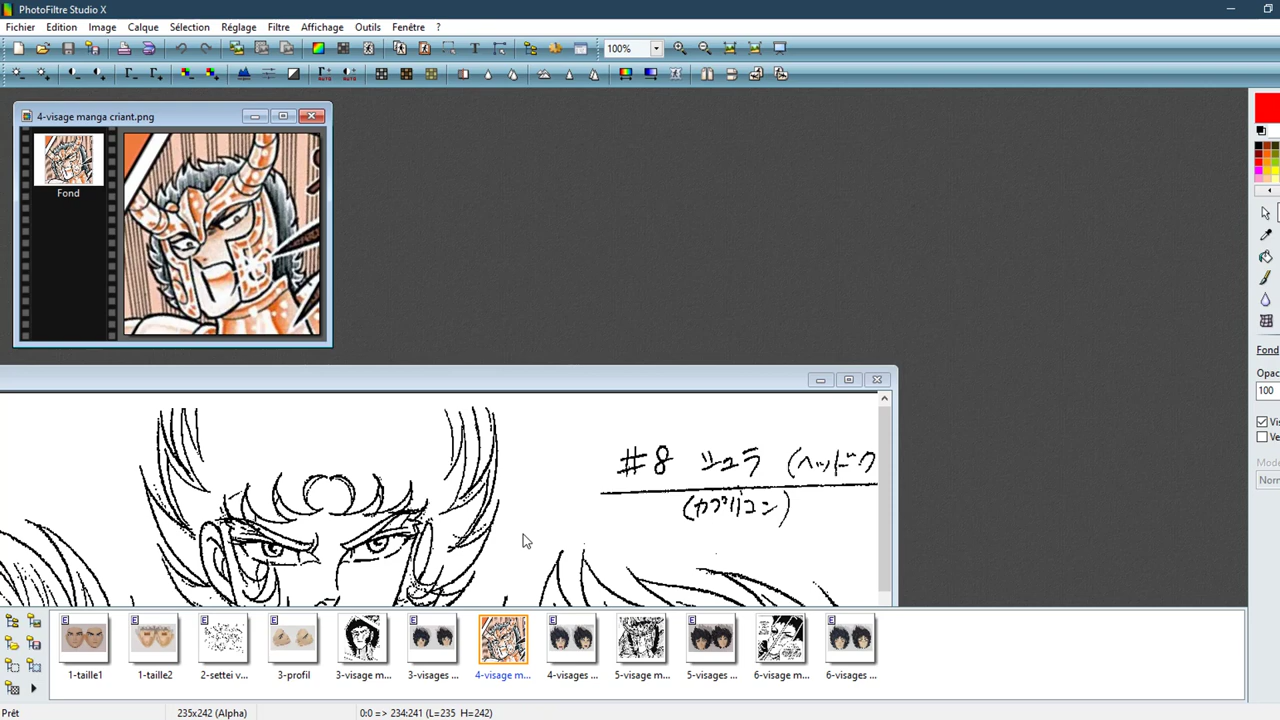 PhotoFiltre Studio X
Fichier Edition Image Calque Sélection Réglage Filtre Affichage Outils Fenêtre ?
100%
4-visage manga criant.png
Fond
Fond
Opac
100
Vis
Ve
Mode
Norm
#8 シュラ (ヘッドク
(カプリコン)
1-taille1 1-taille2 2-settei v... 3-profil 3-visage m... 3-visages ... 4-visage m... 4-visages ... 5-visage m... 5-visages ... 6-visage m... 6-visages ...
Prêt 235x242 (Alpha) 0:0 => 234:241 (L=235 H=242)